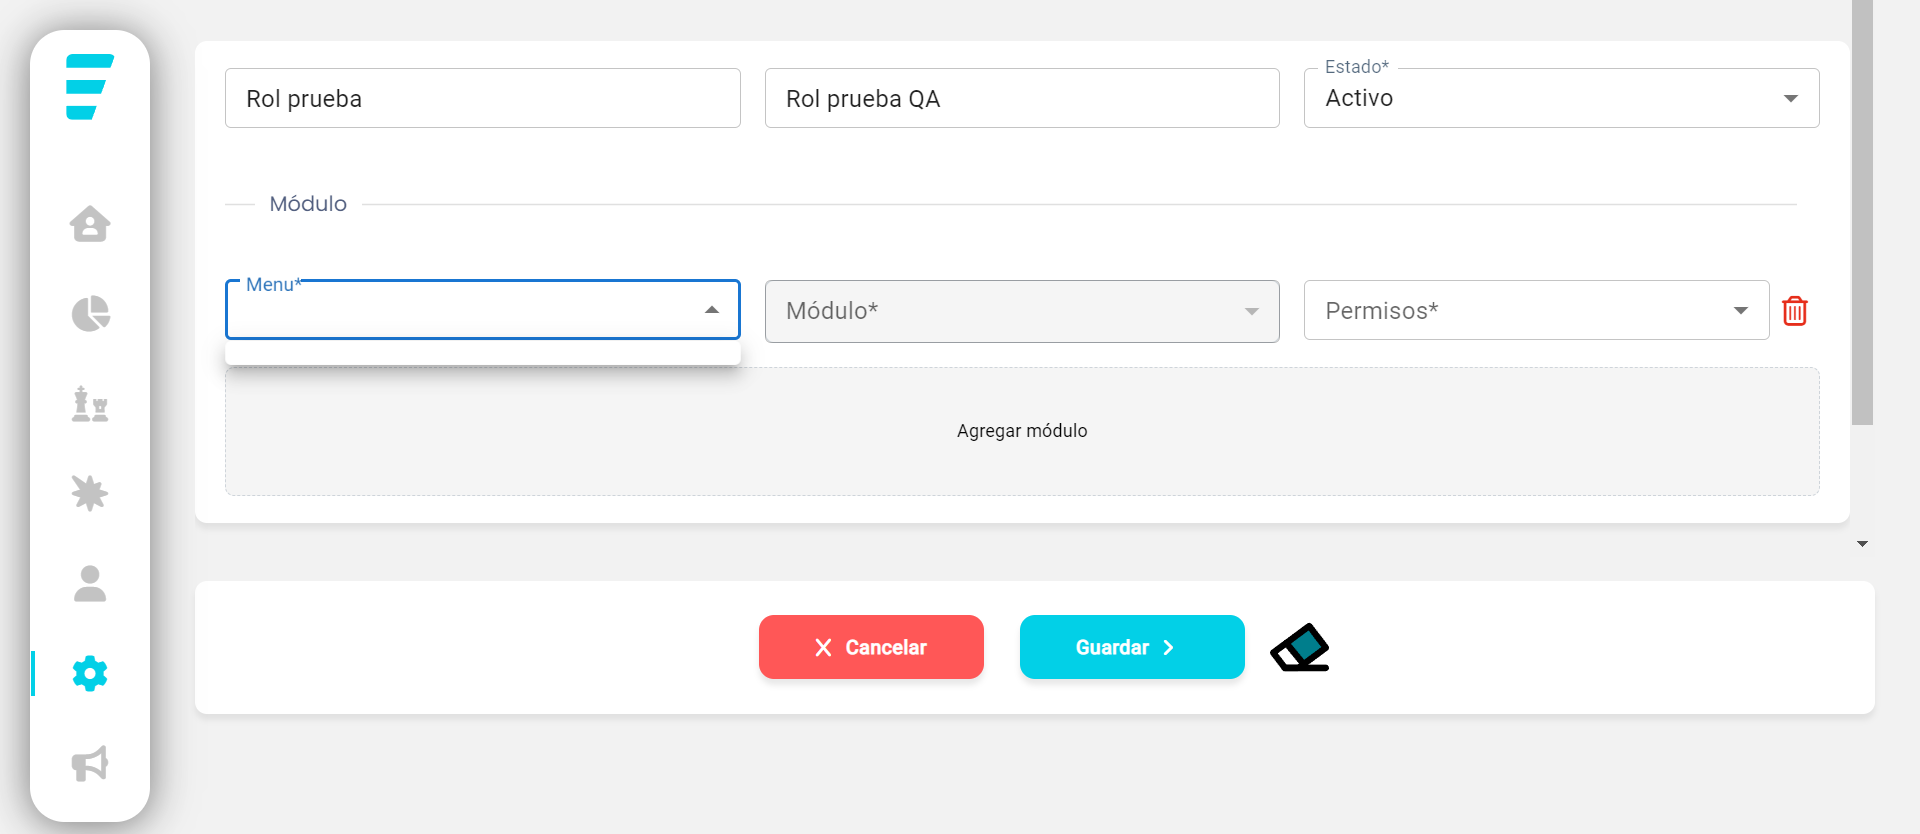 Rol prueba
Rol prueba QA
Estado*
Activo
Módulo
Menu*
Módulo*
Permisos*
Agregar módulo
Cancelar
Guardar